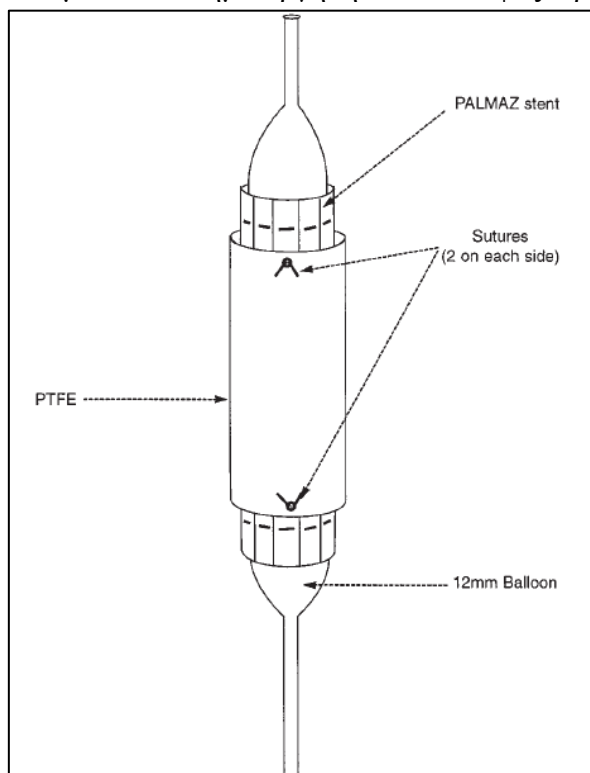 PALMAZ stent
Sutures
(2 on each side)
PTFE
12mm Balloon